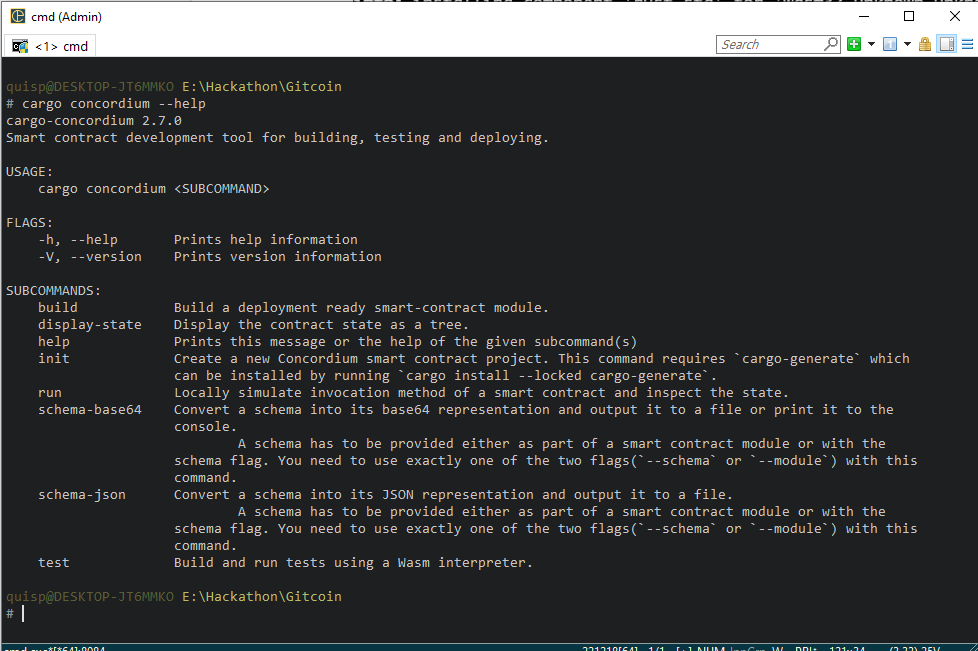 cmd (Admin)
<1> cmd
Search
quisp@DESKTOP-JT6MMKO E:\Hackathon\Gitcoin
# cargo concordium --help
cargo-concordium 2.7.0
Smart contract development tool for building, testing and deploying.
USAGE:
cargo concordium <SUBCOMMAND>
FLAGS:
-h, --help Prints help information
-V, --version Prints version information
SUBCOMMANDS:
build Build a deployment ready smart-contract module.
display-state Display the contract state as a tree.
help Prints this message or the help of the given subcommand(s)
init Create a new Concordium smart contract project. This command requires `cargo-generate` which
can be installed by running `cargo install --locked cargo-generate`.
run Locally simulate invocation method of a smart contract and inspect the state.
schema-base64 Convert a schema into its base64 representation and output it to a file or print it to the
console.
A schema has to be provided either as part of a smart contract module or with the
schema flag. You need to use exactly one of the two flags(`--schema` or `--module`) with this
command.
schema-json Convert a schema into its JSON representation and output it to a file.
A schema has to be provided either as part of a smart contract module or with the
schema flag. You need to use exactly one of the two flags(`--schema` or `--module`) with this
command.
test Build and run tests using a Wasm interpreter.
quisp@DESKTOP-JT6MMKO E:\Hackathon\Gitcoin
#